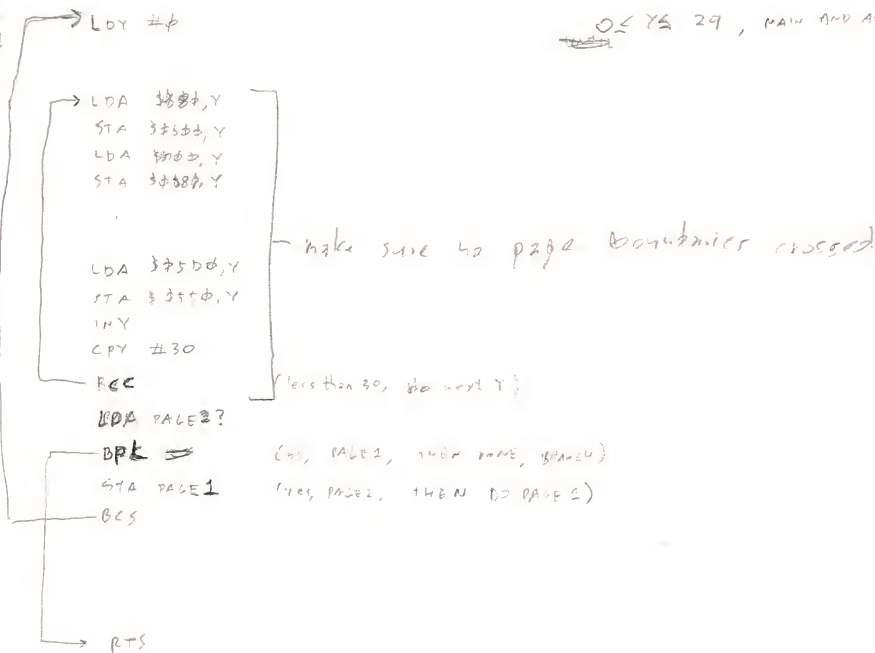 LDY #φ
0≤ Y≤ 29 , MAIN AND
LDA ,Y
STA ,Y
LDA ,Y
STA ,Y
.
make sure no page boundaries crossed
LDA $φ5Dφ,Y
STA ,Y
INY
CPY #30
BCC (less than 30, do next Y)
LDA PAGE2?
BPL (no, PAGE1, THEN DONE, BRANCH)
STA PAGE1 (yes, PAGE2, THEN DO PAGE 1)
BCS
RTS